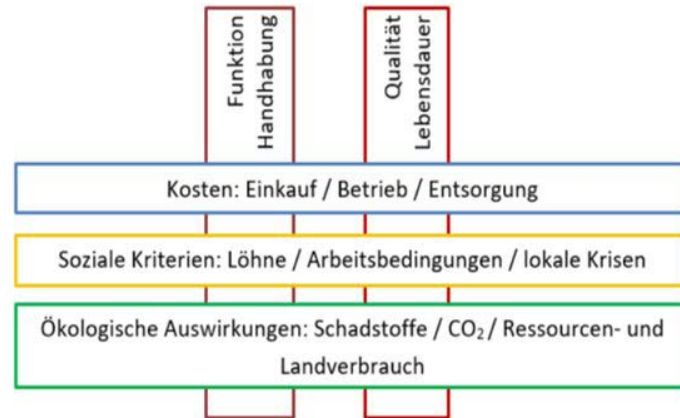 Funktion
Handhabung
Qualität
Lebensdauer
Kosten: Einkauf / Betrieb / Entsorgung
Soziale Kriterien: Löhne / Arbeitsbedingungen / lokale Krisen
Ökologische Auswirkungen: Schadstoffe / CO₂ / Ressourcen- und
Landverbrauch